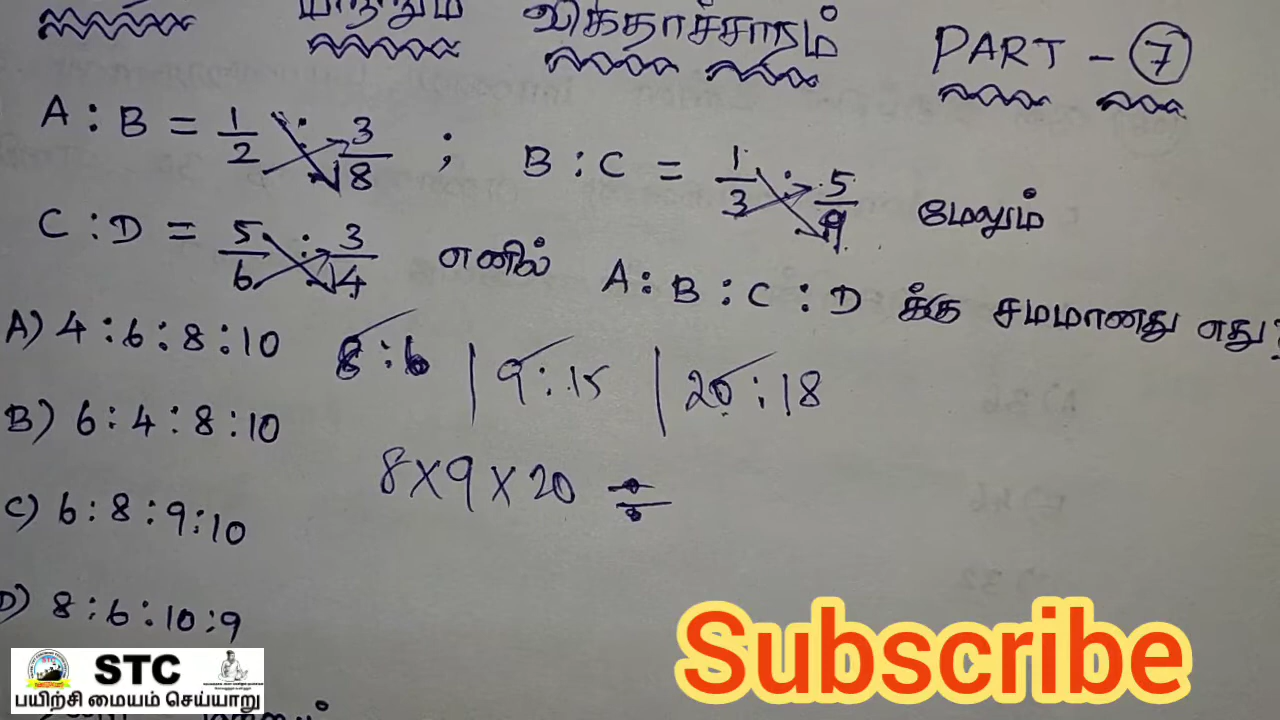 மற்றும் விகிதாச்சாரம் PART - 7
A : B = 1/2 : 3/8 ; B : C = 1/3 : 5/9 மேலும்
C : D = 5/6 : 3/4 எனில் A : B : C : D க்கு சமமானது எது?
A) 4 : 6 : 8 : 10
8 : 6 | 9 : 15 | 20 : 18
B) 6 : 4 : 8 : 10
8 × 9 × 20
C) 6 : 8 : 9 : 10
D) 8 : 6 : 10 : 9
Subscribe
STC
பயிற்சி மையம் செய்யாறு